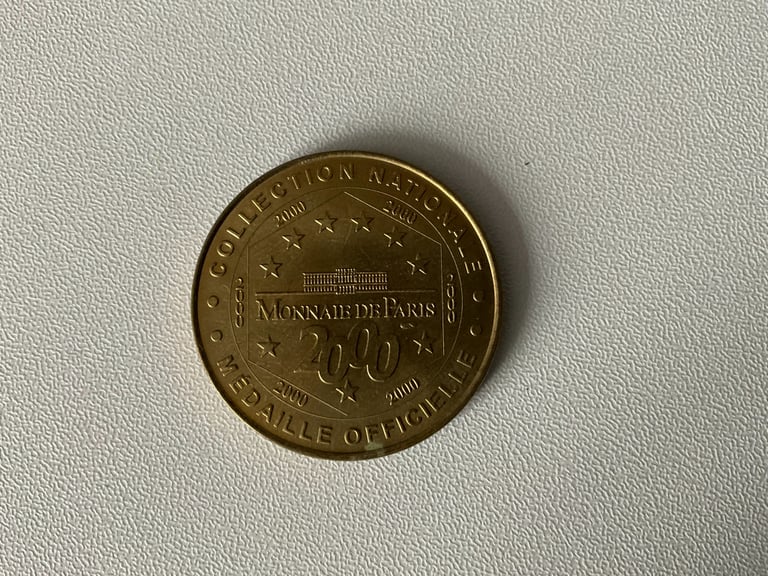 COLLECTION NATIONALE
2000 2000
2000 2000
MONNAIE DE PARIS
2000
2000 2000
MÉDAILLE OFFICIELLE